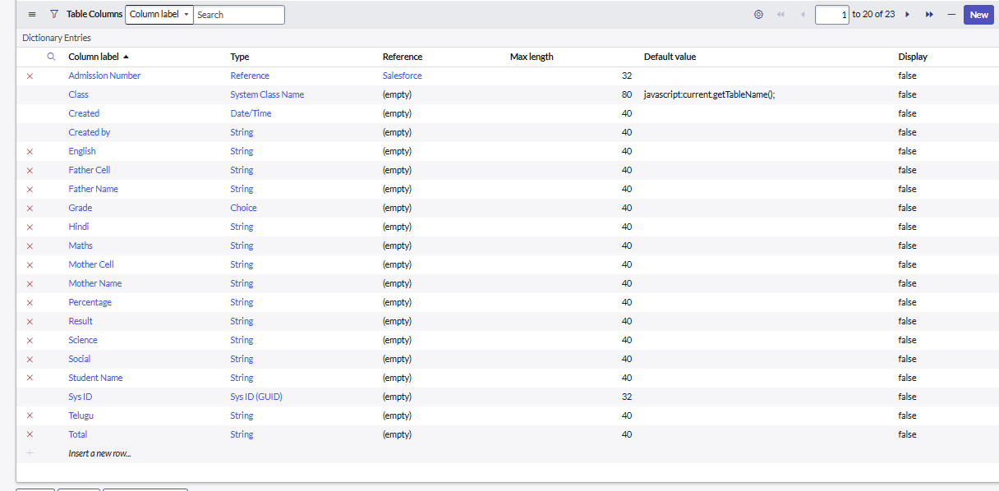 Table Columns Column label Search 1 to 20 of 23 New
Dictionary Entries
Column label Type Reference Max length Default value Display
Admission Number Reference Salesforce 32 false
Class System Class Name (empty) 80 javascript:current.getTableName(); false
Created Date/Time (empty) 40 false
Created by String (empty) 40 false
English String (empty) 40 false
Father Cell String (empty) 40 false
Father Name String (empty) 40 false
Grade Choice (empty) 40 false
Hindi String (empty) 40 false
Maths String (empty) 40 false
Mother Cell String (empty) 40 false
Mother Name String (empty) 40 false
Percentage String (empty) 40 false
Result String (empty) 40 false
Science String (empty) 40 false
Social String (empty) 40 false
Student Name String (empty) 40 false
Sys ID Sys ID (GUID) (empty) 32 false
Telugu String (empty) 40 false
Total String (empty) 40 false
Insert a new row...